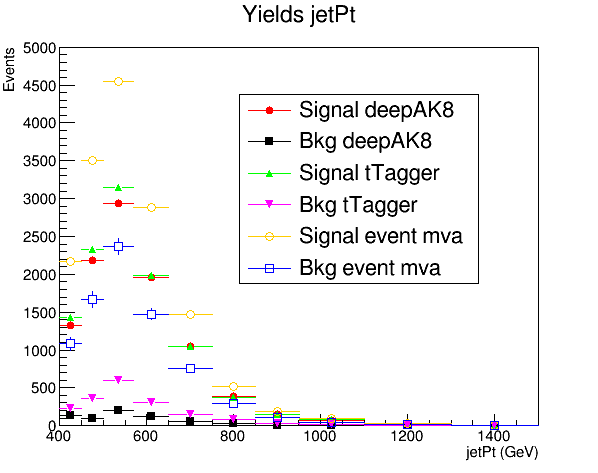 Yields jetPt
Events
5000
4500
4000
3500
3000
2500
2000
1500
1000
500
0
Signal deepAK8
Bkg deepAK8
Signal tTagger
Bkg tTagger
Signal event mva
Bkg event mva
400 600 800 1000 1200 1400
jetPt (GeV)